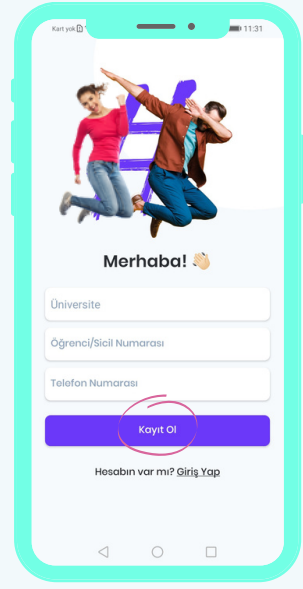 Kart yok 11:31
Merhaba! 👋
Üniversite
Öğrenci/Sicil Numarası
Telefon Numarası
Kayıt Ol
Hesabın var mı? Giriş Yap